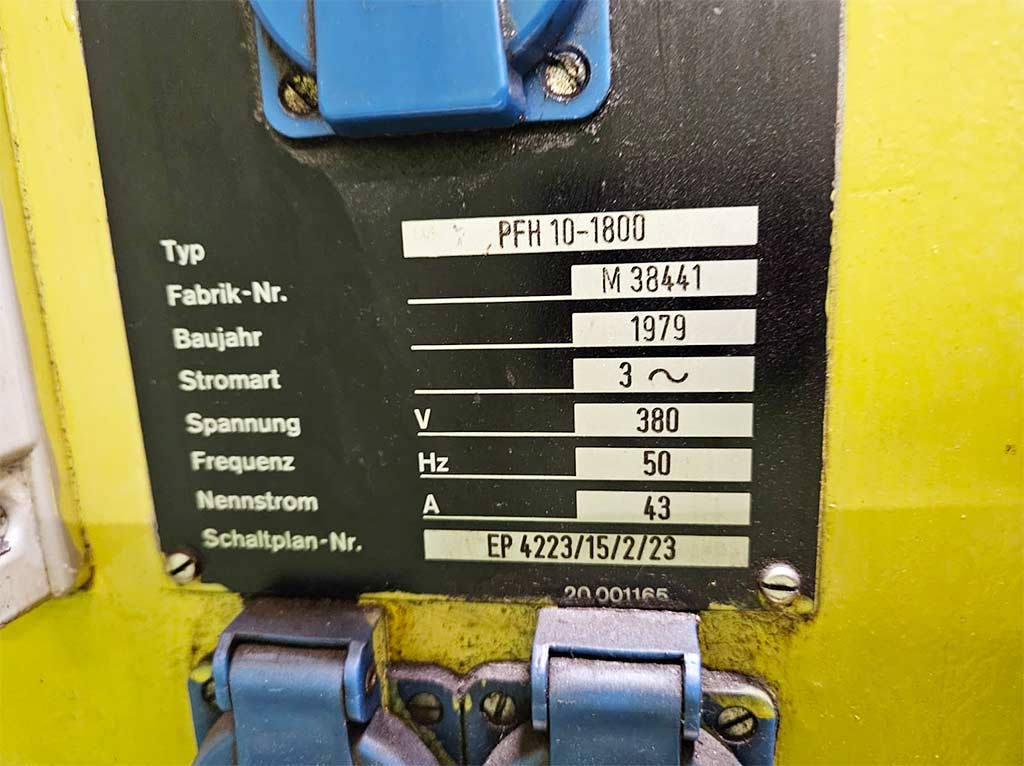 Typ PFH 10-1800
Fabrik-Nr. M 38441
Baujahr 1979
Stromart 3 ~
Spannung V 380
Frequenz Hz 50
Nennstrom A 43
Schaltplan-Nr. EP 4223/15/2/23
20 001165